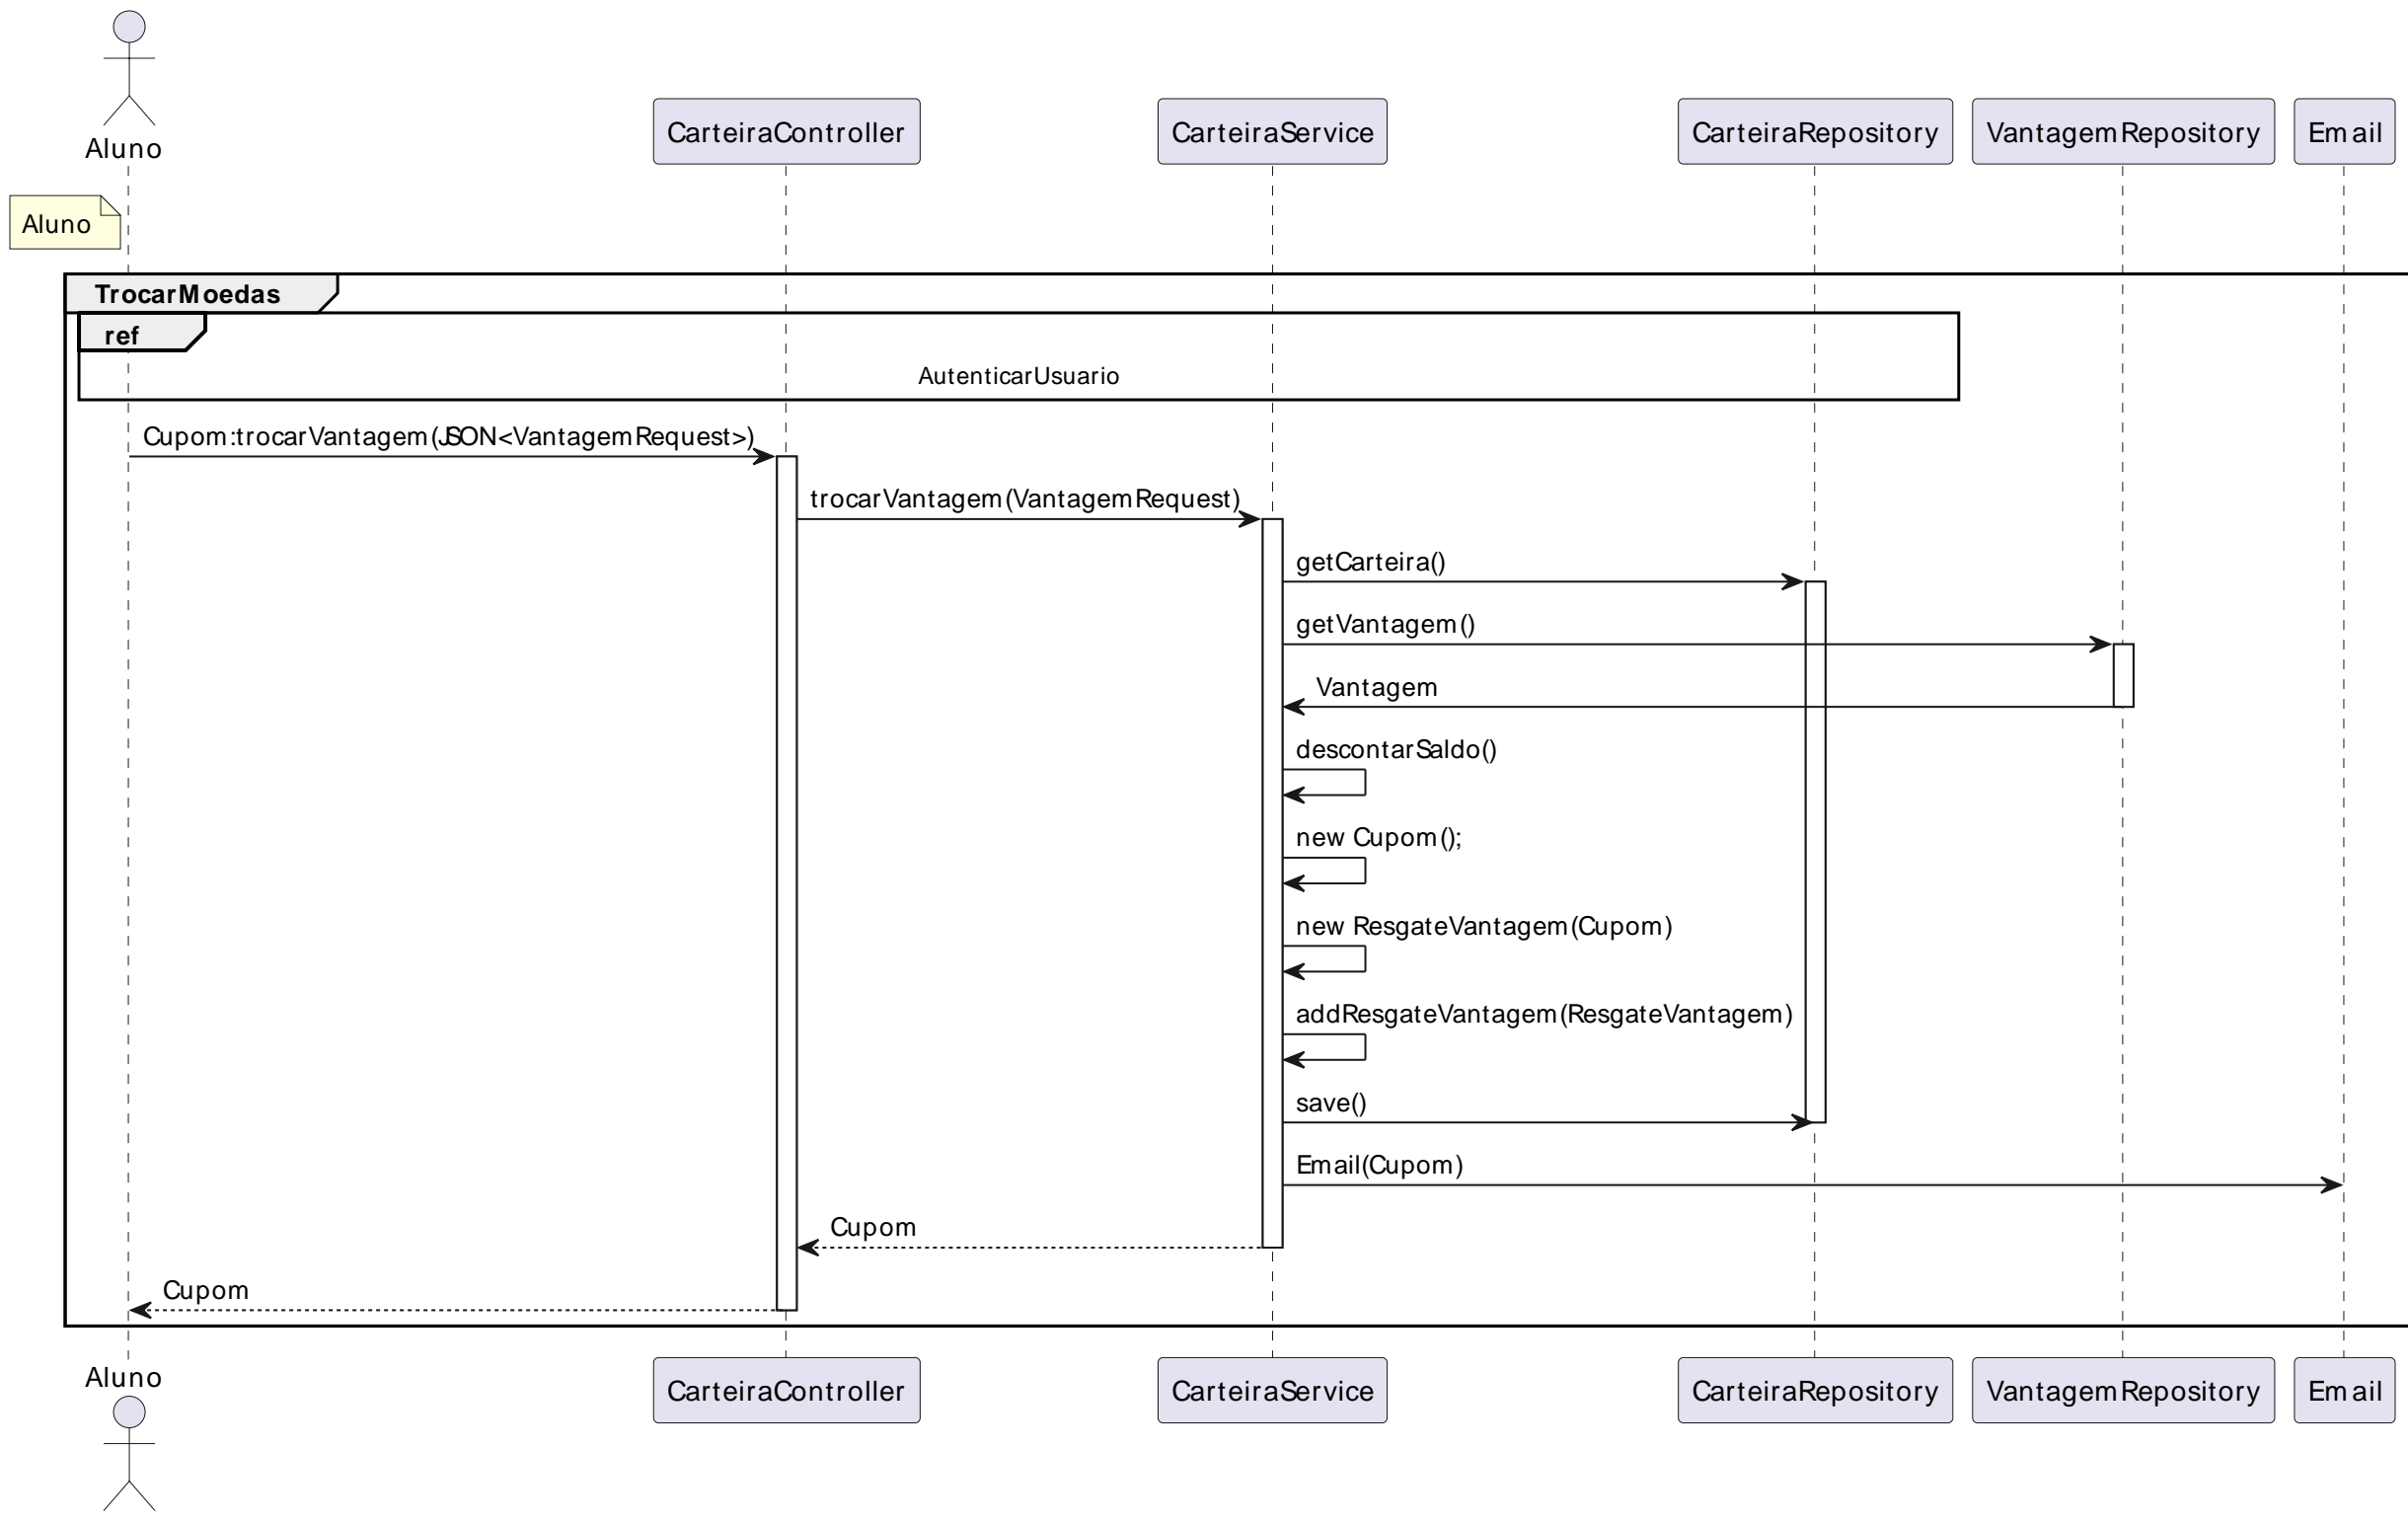 Aluno
CarteiraController
CarteiraService
CarteiraRepository
VantagemRepository
Email
Aluno
TrocarMoedas
ref
AutenticarUsuario
Cupom:trocarVantagem(JSON<VantagemRequest>)
trocarVantagem(VantagemRequest)
getCarteira()
getVantagem()
Vantagem
descontarSaldo()
new Cupom();
new ResgateVantagem(Cupom)
addResgateVantagem(ResgateVantagem)
save()
Email(Cupom)
Cupom
Cupom
Aluno
CarteiraController
CarteiraService
CarteiraRepository
VantagemRepository
Email